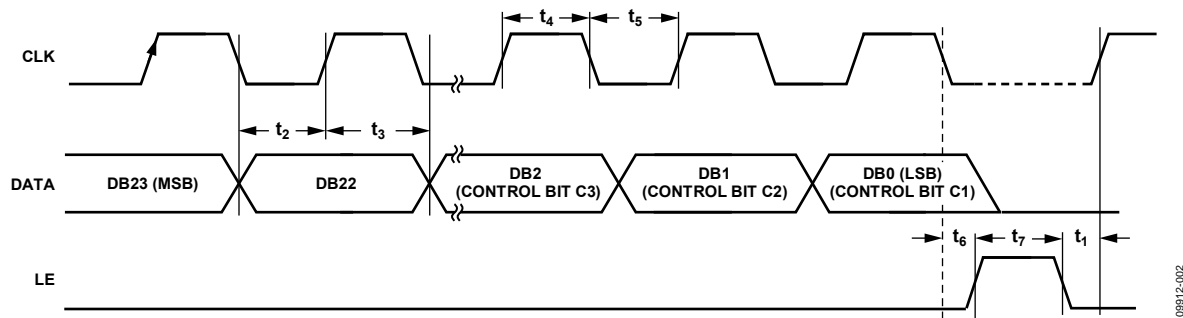 t4
t5
CLK
t2
t3
DATA
DB23 (MSB)
DB22
DB2
(CONTROL BIT C3)
DB1
(CONTROL BIT C2)
DB0 (LSB)
(CONTROL BIT C1)
t6
t7
t1
LE
09912-002